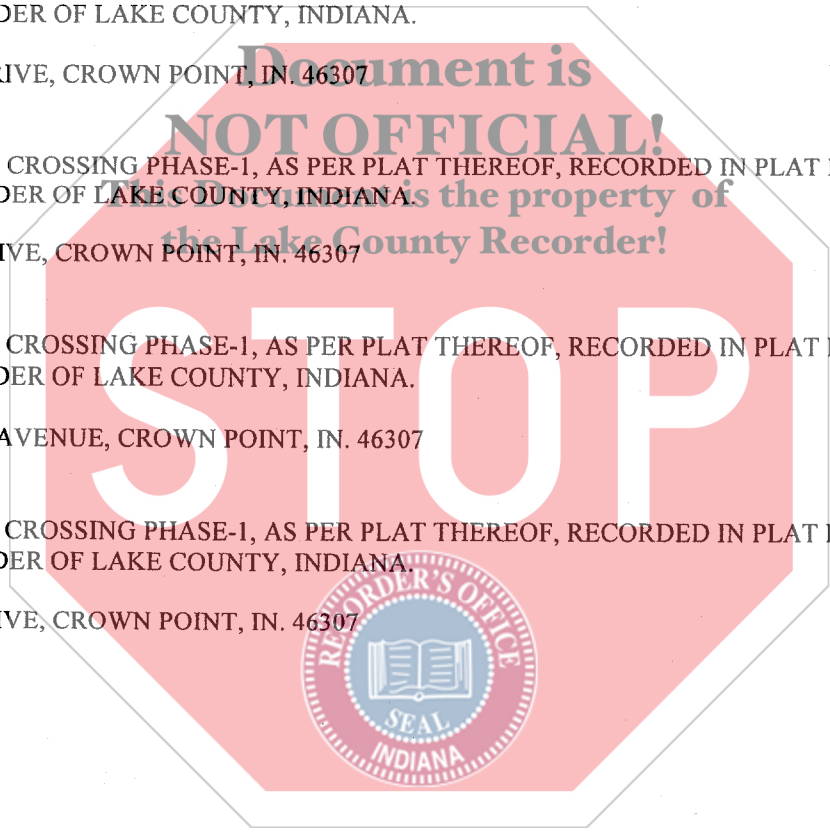 DER OF LAKE COUNTY, INDIANA.
Document is
RIVE, CROWN POINT, IN. 46307
NOT OFFICIAL!
CROSSING PHASE-1, AS PER PLAT THEREOF, RECORDED IN PLAT
This Document is the property of
DER OF LAKE COUNTY, INDIANA.
the Lake County Recorder!
IVE, CROWN POINT, IN. 46307
STOP
CROSSING PHASE-1, AS PER PLAT THEREOF, RECORDED IN PLAT
DER OF LAKE COUNTY, INDIANA.
AVENUE, CROWN POINT, IN. 46307
CROSSING PHASE-1, AS PER PLAT THEREOF, RECORDED IN PLAT
DER OF LAKE COUNTY, INDIANA.
IVE, CROWN POINT, IN. 46307
RECORDER'S OFFICE
SEAL
INDIANA